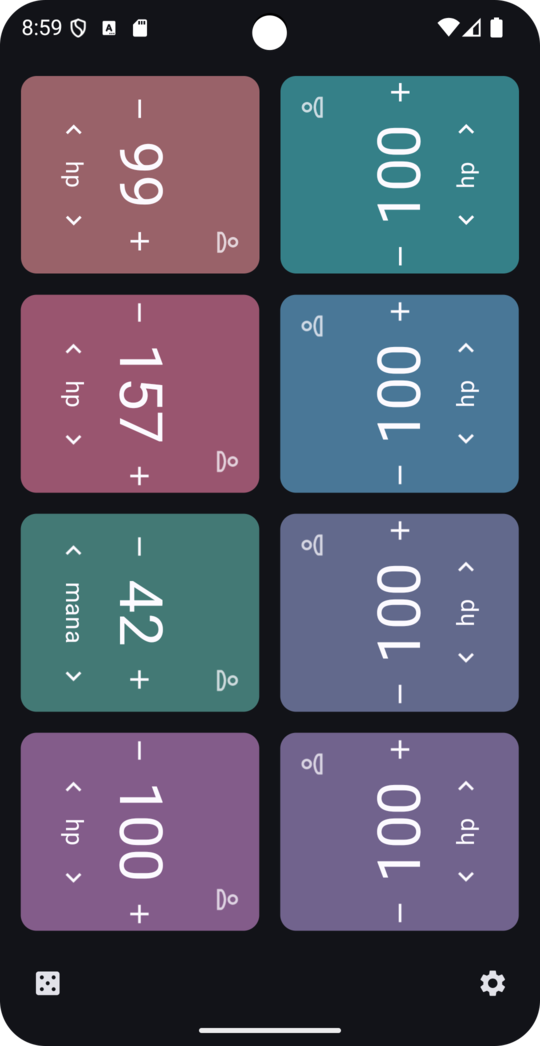 8:59
− 99 +
< hp >
+
− 100
< hp >
− 157 +
< hp >
+
− 100
< hp >
− 42 +
< mana >
+
− 100
< hp >
− 100 +
< hp >
+
− 100
< hp >